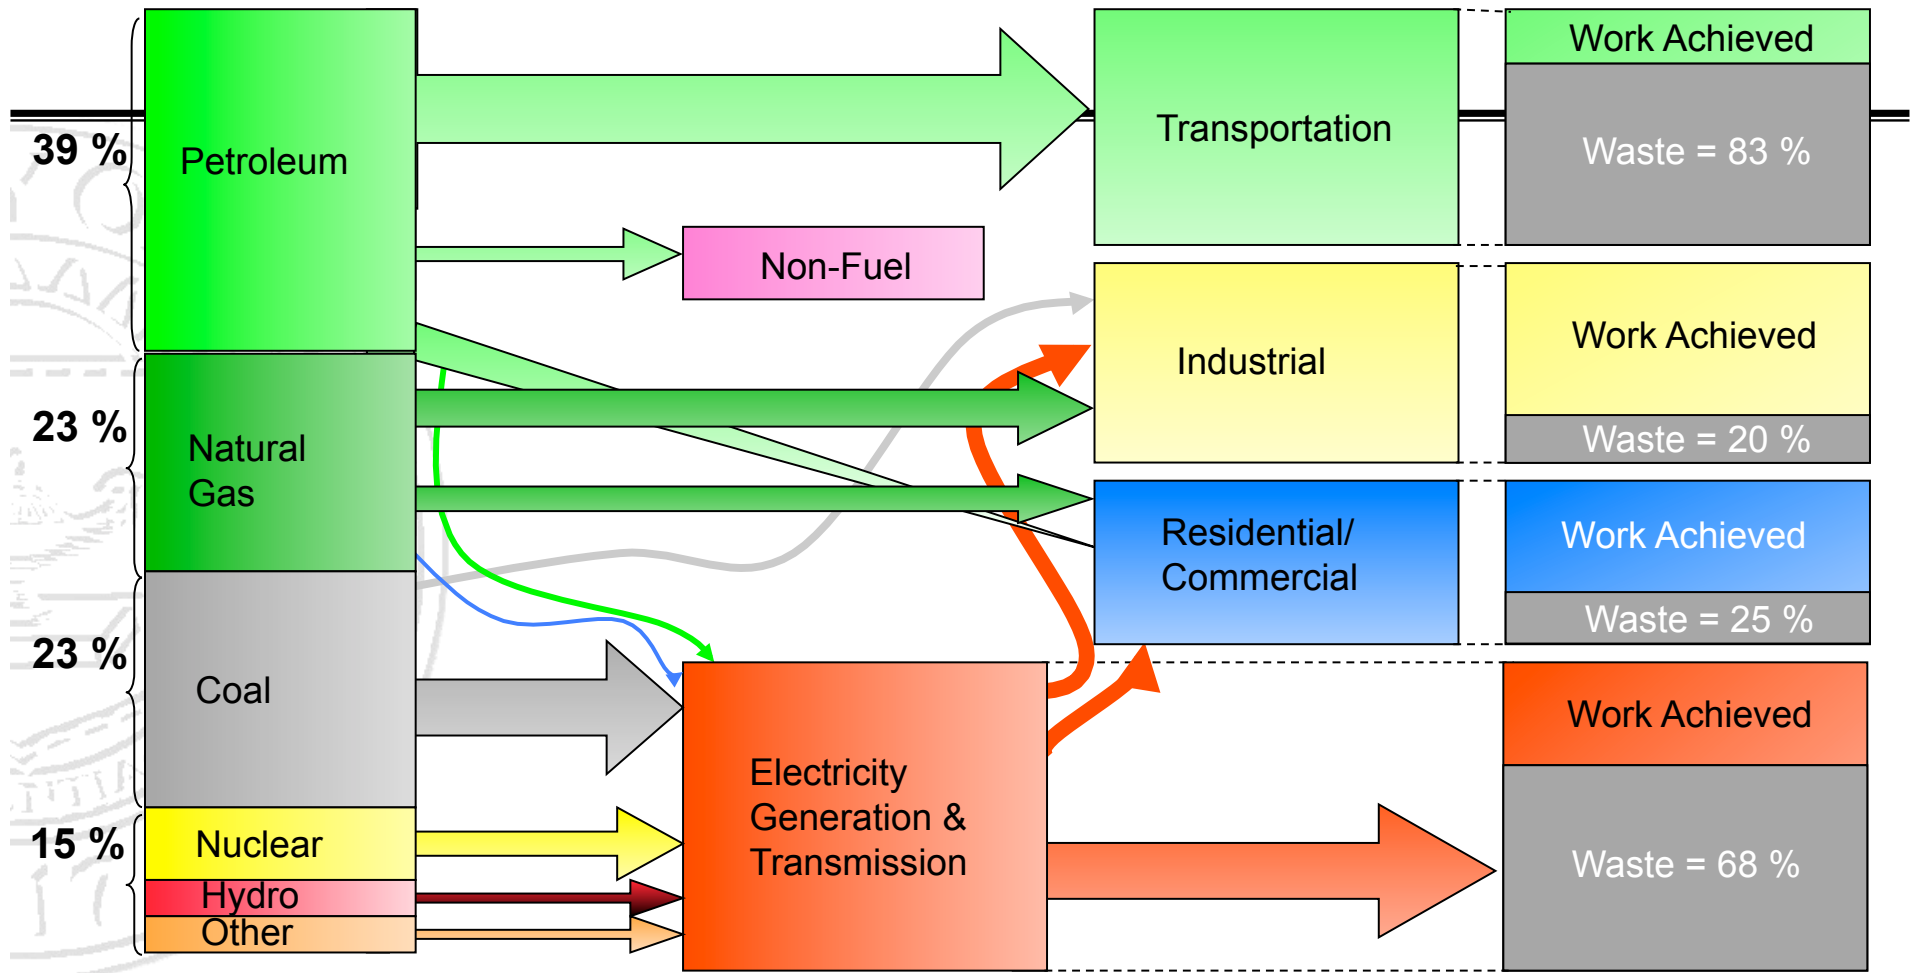 39 %
Petroleum
23 %
Natural
Gas
23 %
Coal
15 %
Nuclear
Hydro
Other
Non-Fuel
Electricity
Generation &
Transmission
Transportation
Industrial
Residential/
Commercial
Work Achieved
Waste = 83 %
Work Achieved
Waste = 20 %
Work Achieved
Waste = 25 %
Work Achieved
Waste = 68 %